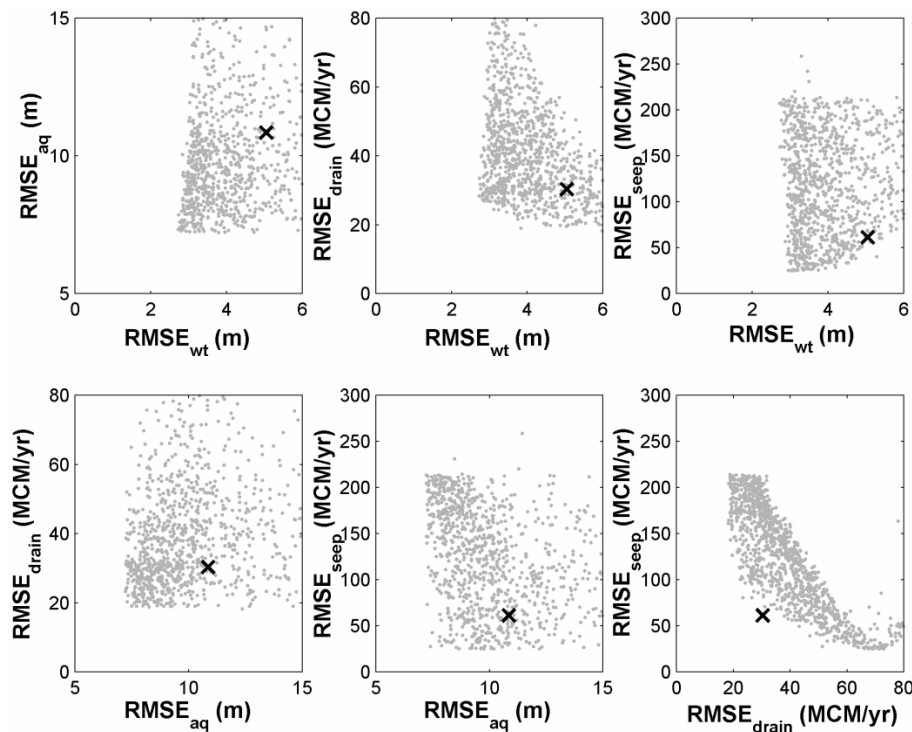 15
10
5
RMSE_aq (m)
0 2 4 6
RMSE_wt (m)
80
60
40
20
0
RMSE_drain (MCM/yr)
0 2 4 6
RMSE_wt (m)
300
250
200
150
100
50
0
RMSE_seep (MCM/yr)
0 2 4 6
RMSE_wt (m)
80
60
40
20
0
RMSE_drain (MCM/yr)
5 10 15
RMSE_aq (m)
300
250
200
150
100
50
0
RMSE_seep (MCM/yr)
5 10 15
RMSE_aq (m)
300
250
200
150
100
50
0
RMSE_seep (MCM/yr)
0 20 40 60 80
RMSE_drain (MCM/yr)